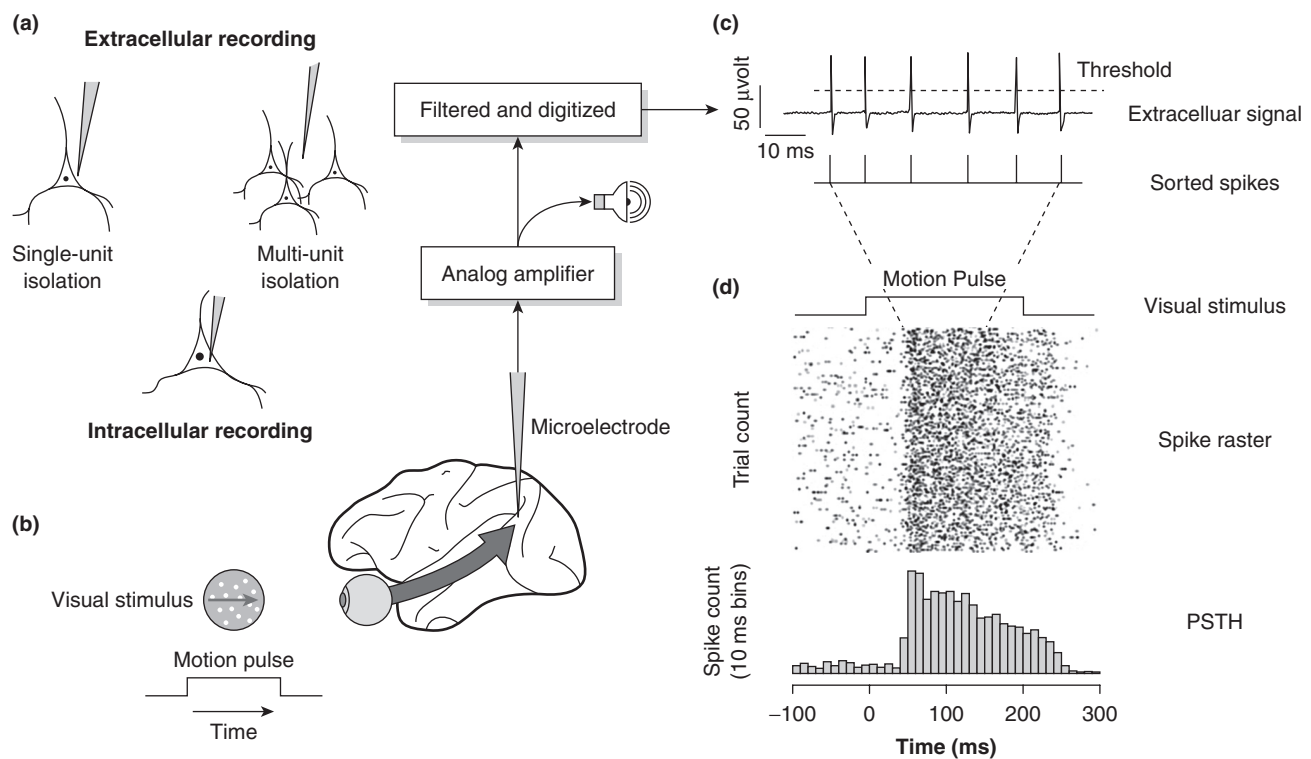 (a)
Extracellular recording
Single-unit
isolation
Multi-unit
isolation
Intracellular recording
Filtered and digitized
Analog amplifier
Microelectrode
(b)
Visual stimulus
Motion pulse
Time
(c)
50 μvolt
10 ms
Threshold
Extracelluar signal
Sorted spikes
(d)
Motion Pulse
Visual stimulus
Trial count
Spike raster
Spike count
(10 ms bins)
PSTH
−100 0 100 200 300
Time (ms)